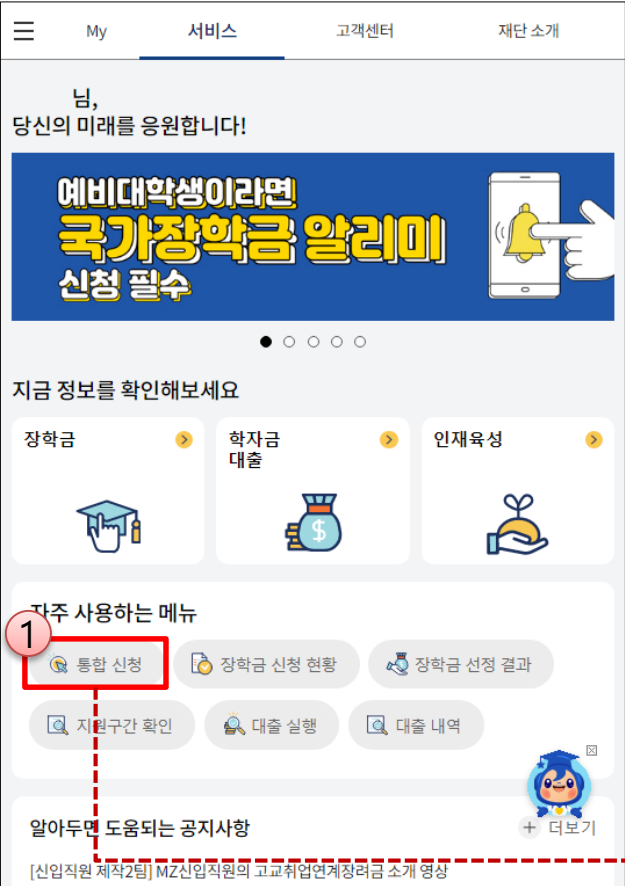 My 서비스 고객센터 재단 소개
님,
당신의 미래를 응원합니다!
예비대학생이라면
국가장학금 알리미
신청 필수
지금 정보를 확인해보세요
장학금 학자금 인재육성
대출
$
자주 사용하는 메뉴
1
통합 신청 장학금 신청 현황 장학금 선정 결과
지원구간 확인 대출 실행 대출 내역
알아두면 도움되는 공지사항 + 더보기
[신입직원 제작2팀] MZ신입직원의 고교취업연계장려금 소개 영상